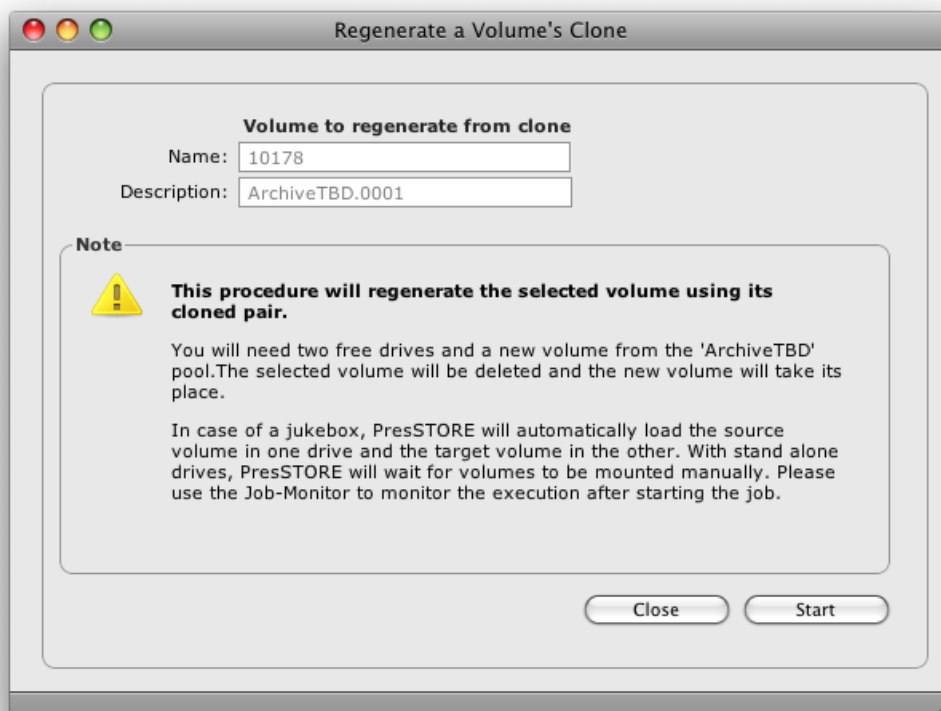 Regenerate a Volume's Clone
Volume to regenerate from clone
Name: 10178
Description: ArchiveTBD.0001
Note
This procedure will regenerate the selected volume using its
cloned pair.
You will need two free drives and a new volume from the 'ArchiveTBD'
pool.The selected volume will be deleted and the new volume will take its
place.
In case of a jukebox, PresSTORE will automatically load the source
volume in one drive and the target volume in the other. With stand alone
drives, PresSTORE will wait for volumes to be mounted manually. Please
use the Job-Monitor to monitor the execution after starting the job.
Close Start